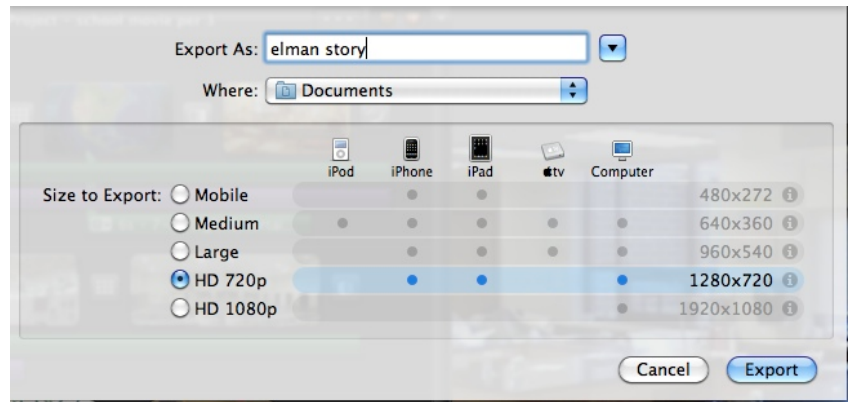 Export As: elman story
Where: Documents
iPod iPhone iPad tv Computer
Size to Export: Mobile 480x272
Medium 640x360
Large 960x540
HD 720p 1280x720
HD 1080p 1920x1080
Cancel Export